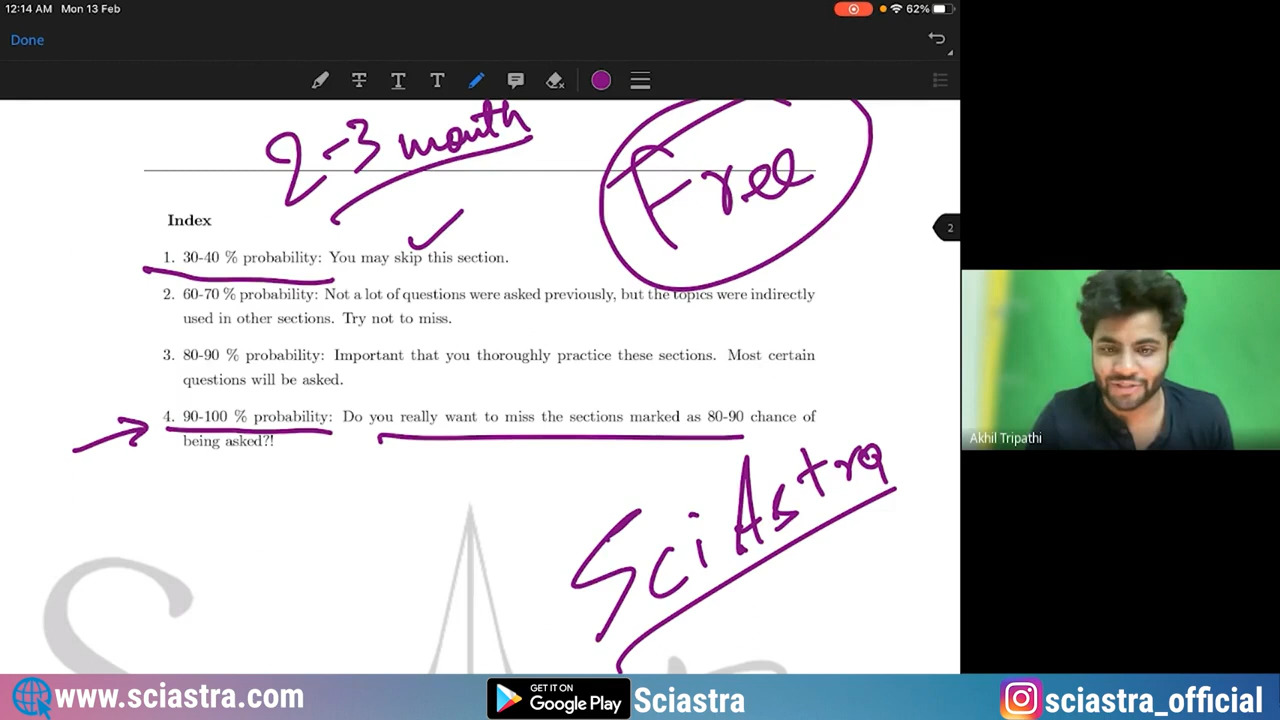 12:14 AM Mon 13 Feb
62%
Done
T T T
2-3 month
Free
Index
2
1. 30-40 % probability: You may skip this section.
2. 60-70 % probability: Not a lot of questions were asked previously, but the topics were indirectly
used in other sections. Try not to miss.
3. 80-90 % probability: Important that you thoroughly practice these sections. Most certain
questions will be asked.
4. 90-100 % probability: Do you really want to miss the sections marked as 80-90 chance of
being asked?!
Akhil Tripathi
SciAstra
www.sciastra.com
GET IT ON
Google Play
Sciastra
sciastra_official